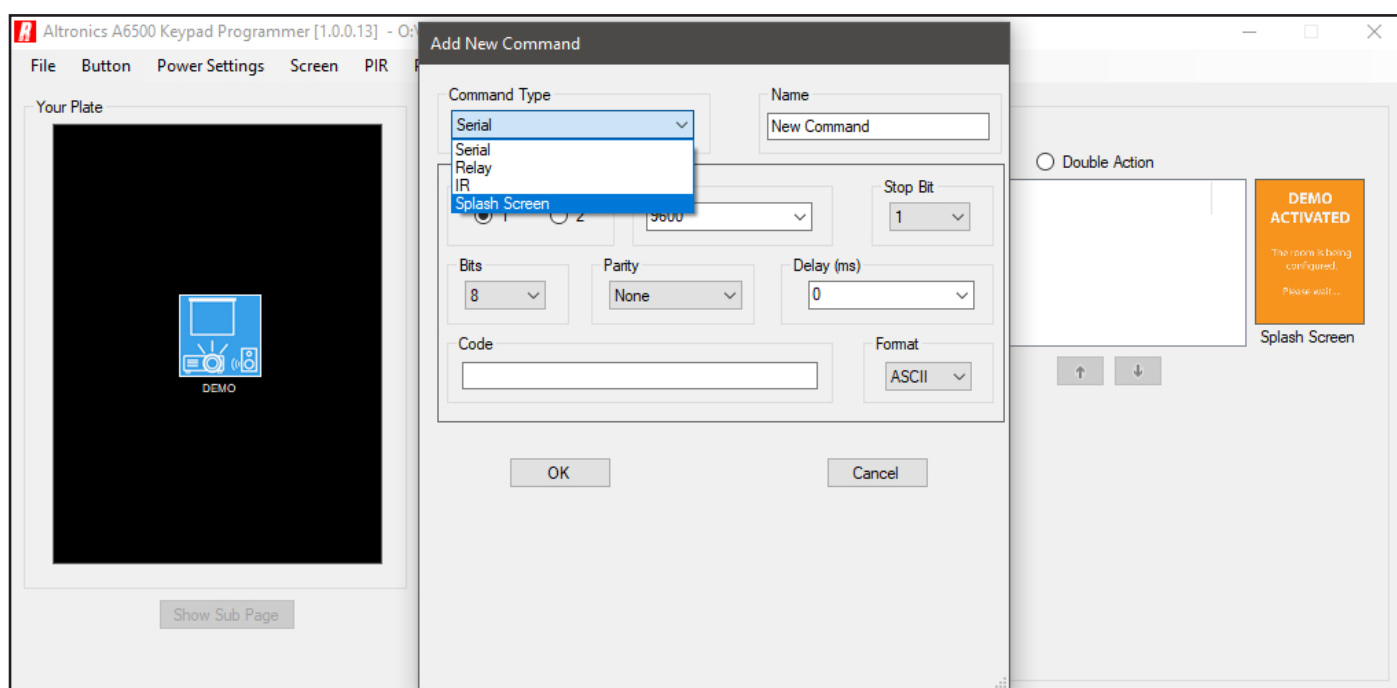 Altronics A6500 Keypad Programmer [1.0.0.13] - O:\
File Button Power Settings Screen PIR
Your Plate
DEMO
Show Sub Page
Add New Command
Command Type
Serial
Serial
Relay
IR
Splash Screen
Name
New Command
1 2
9600
Stop Bit
1
Bits
8
Parity
None
Delay (ms)
0
Code
Format
ASCII
OK
Cancel
Double Action
DEMO
ACTIVATED
The room is being
configured.
Please wait...
Splash Screen